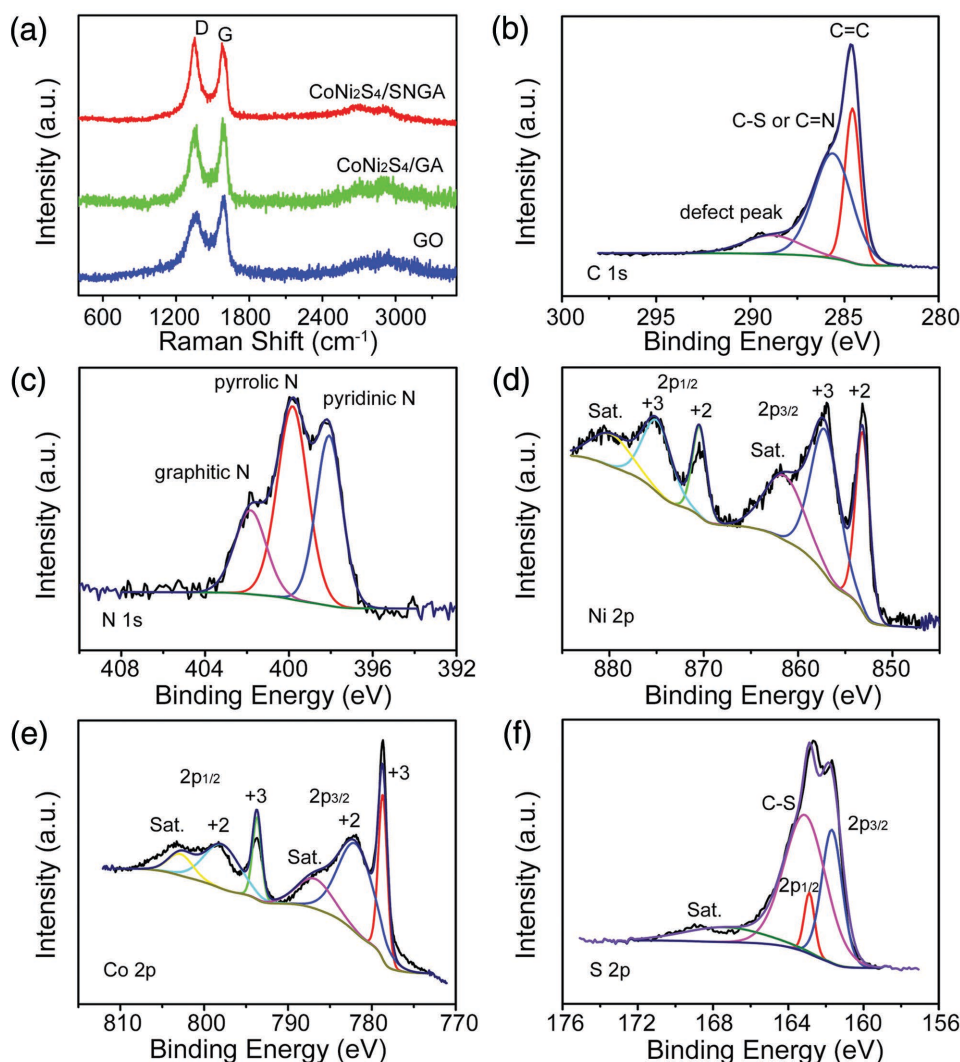 (a)
D
G
CoNi₂S₄/SNGA
CoNi₂S₄/GA
GO
Intensity (a.u.)
600 1200 1800 2400 3000
Raman Shift (cm⁻¹)
(b)
C=C
C-S or C=N
defect peak
C 1s
Intensity (a.u.)
300 295 290 285 280
Binding Energy (eV)
(c)
pyrrolic N
pyridinic N
graphitic N
N 1s
Intensity (a.u.)
408 404 400 396 392
Binding Energy (eV)
(d)
2p1/2
+3
+2
Sat.
2p3/2
+3
+2
Sat.
Ni 2p
Intensity (a.u.)
880 870 860 850
Binding Energy (eV)
(e)
2p1/2
+3
Sat.
+2
2p3/2
+3
+2
Sat.
Co 2p
Intensity (a.u.)
810 800 790 780 770
Binding Energy (eV)
(f)
C-S
2p3/2
2p1/2
Sat.
S 2p
Intensity (a.u.)
176 172 168 164 160 156
Binding Energy (eV)